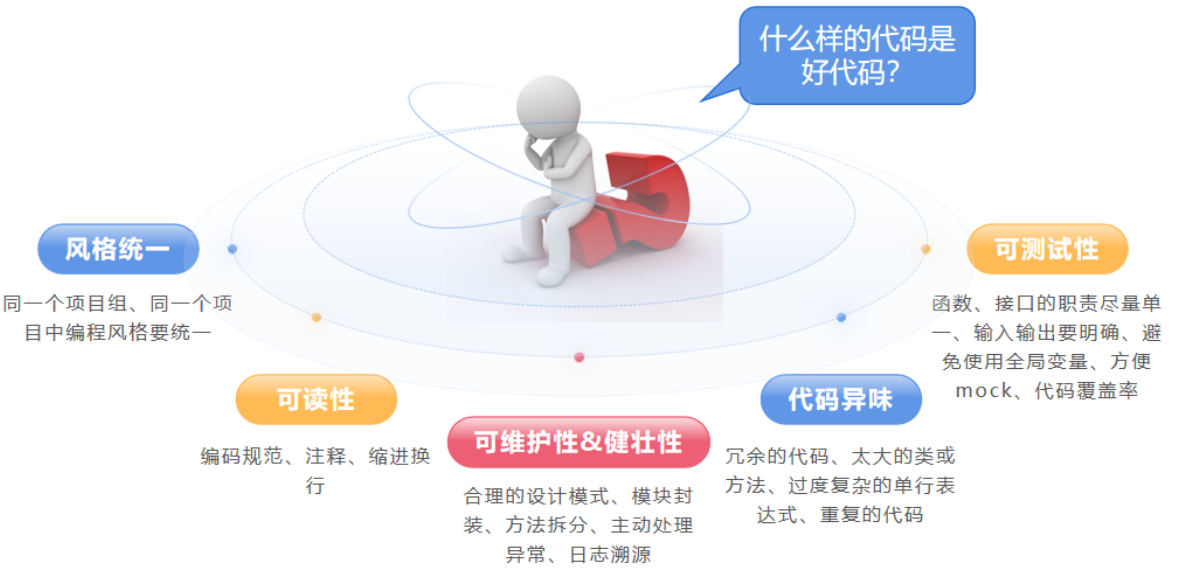 什么样的代码是
好代码?
风格统一
同一个项目组、同一个项
目中编程风格要统一
可读性
编码规范、注释、缩进换
行
可维护性&健壮性
合理的设计模式、模块封
装、方法拆分、主动处理
异常、日志溯源
代码异味
冗余的代码、太大的类或
方法、过度复杂的单行表
达式、重复的代码
可测试性
函数、接口的职责尽量单
一、输入输出要明确、避
免使用全局变量、方便
mock、代码覆盖率